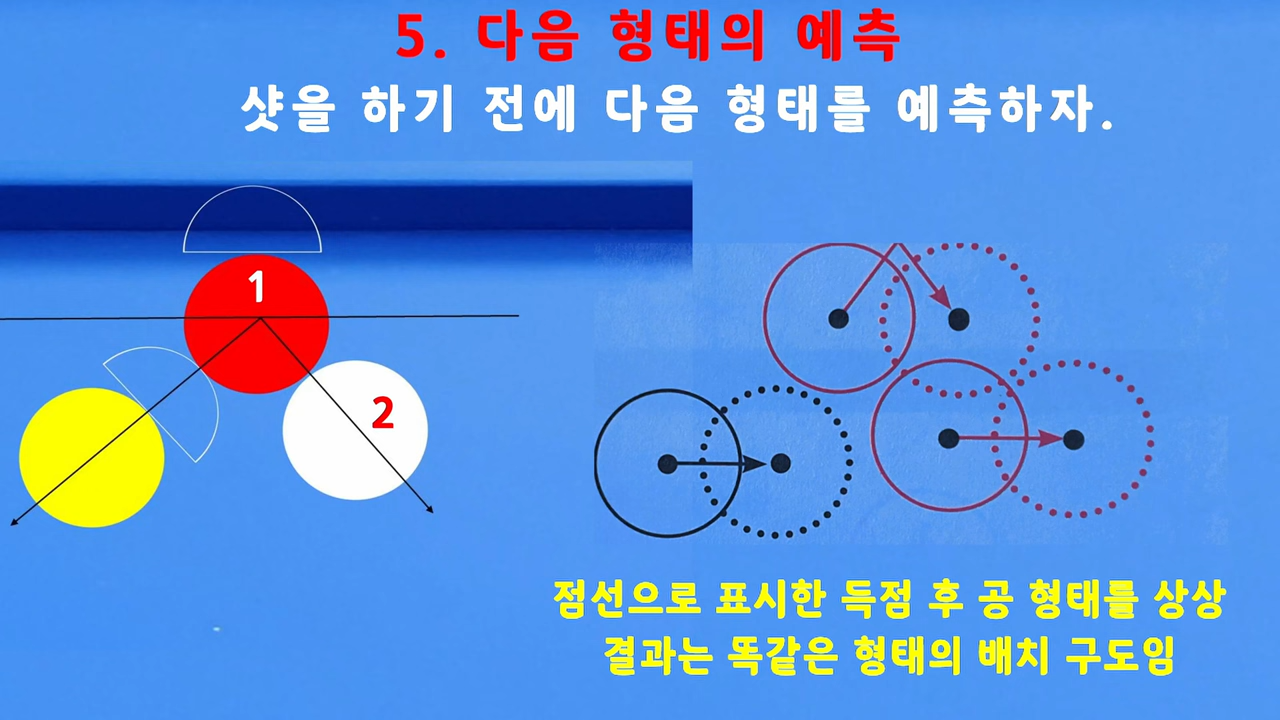 5. 다음 형태의 예측
샷을 하기 전에 다음 형태를 예측하자.
1
2
점선으로 표시한 득점 후 공 형태를 상상
결과는 똑같은 형태의 배치 구도임